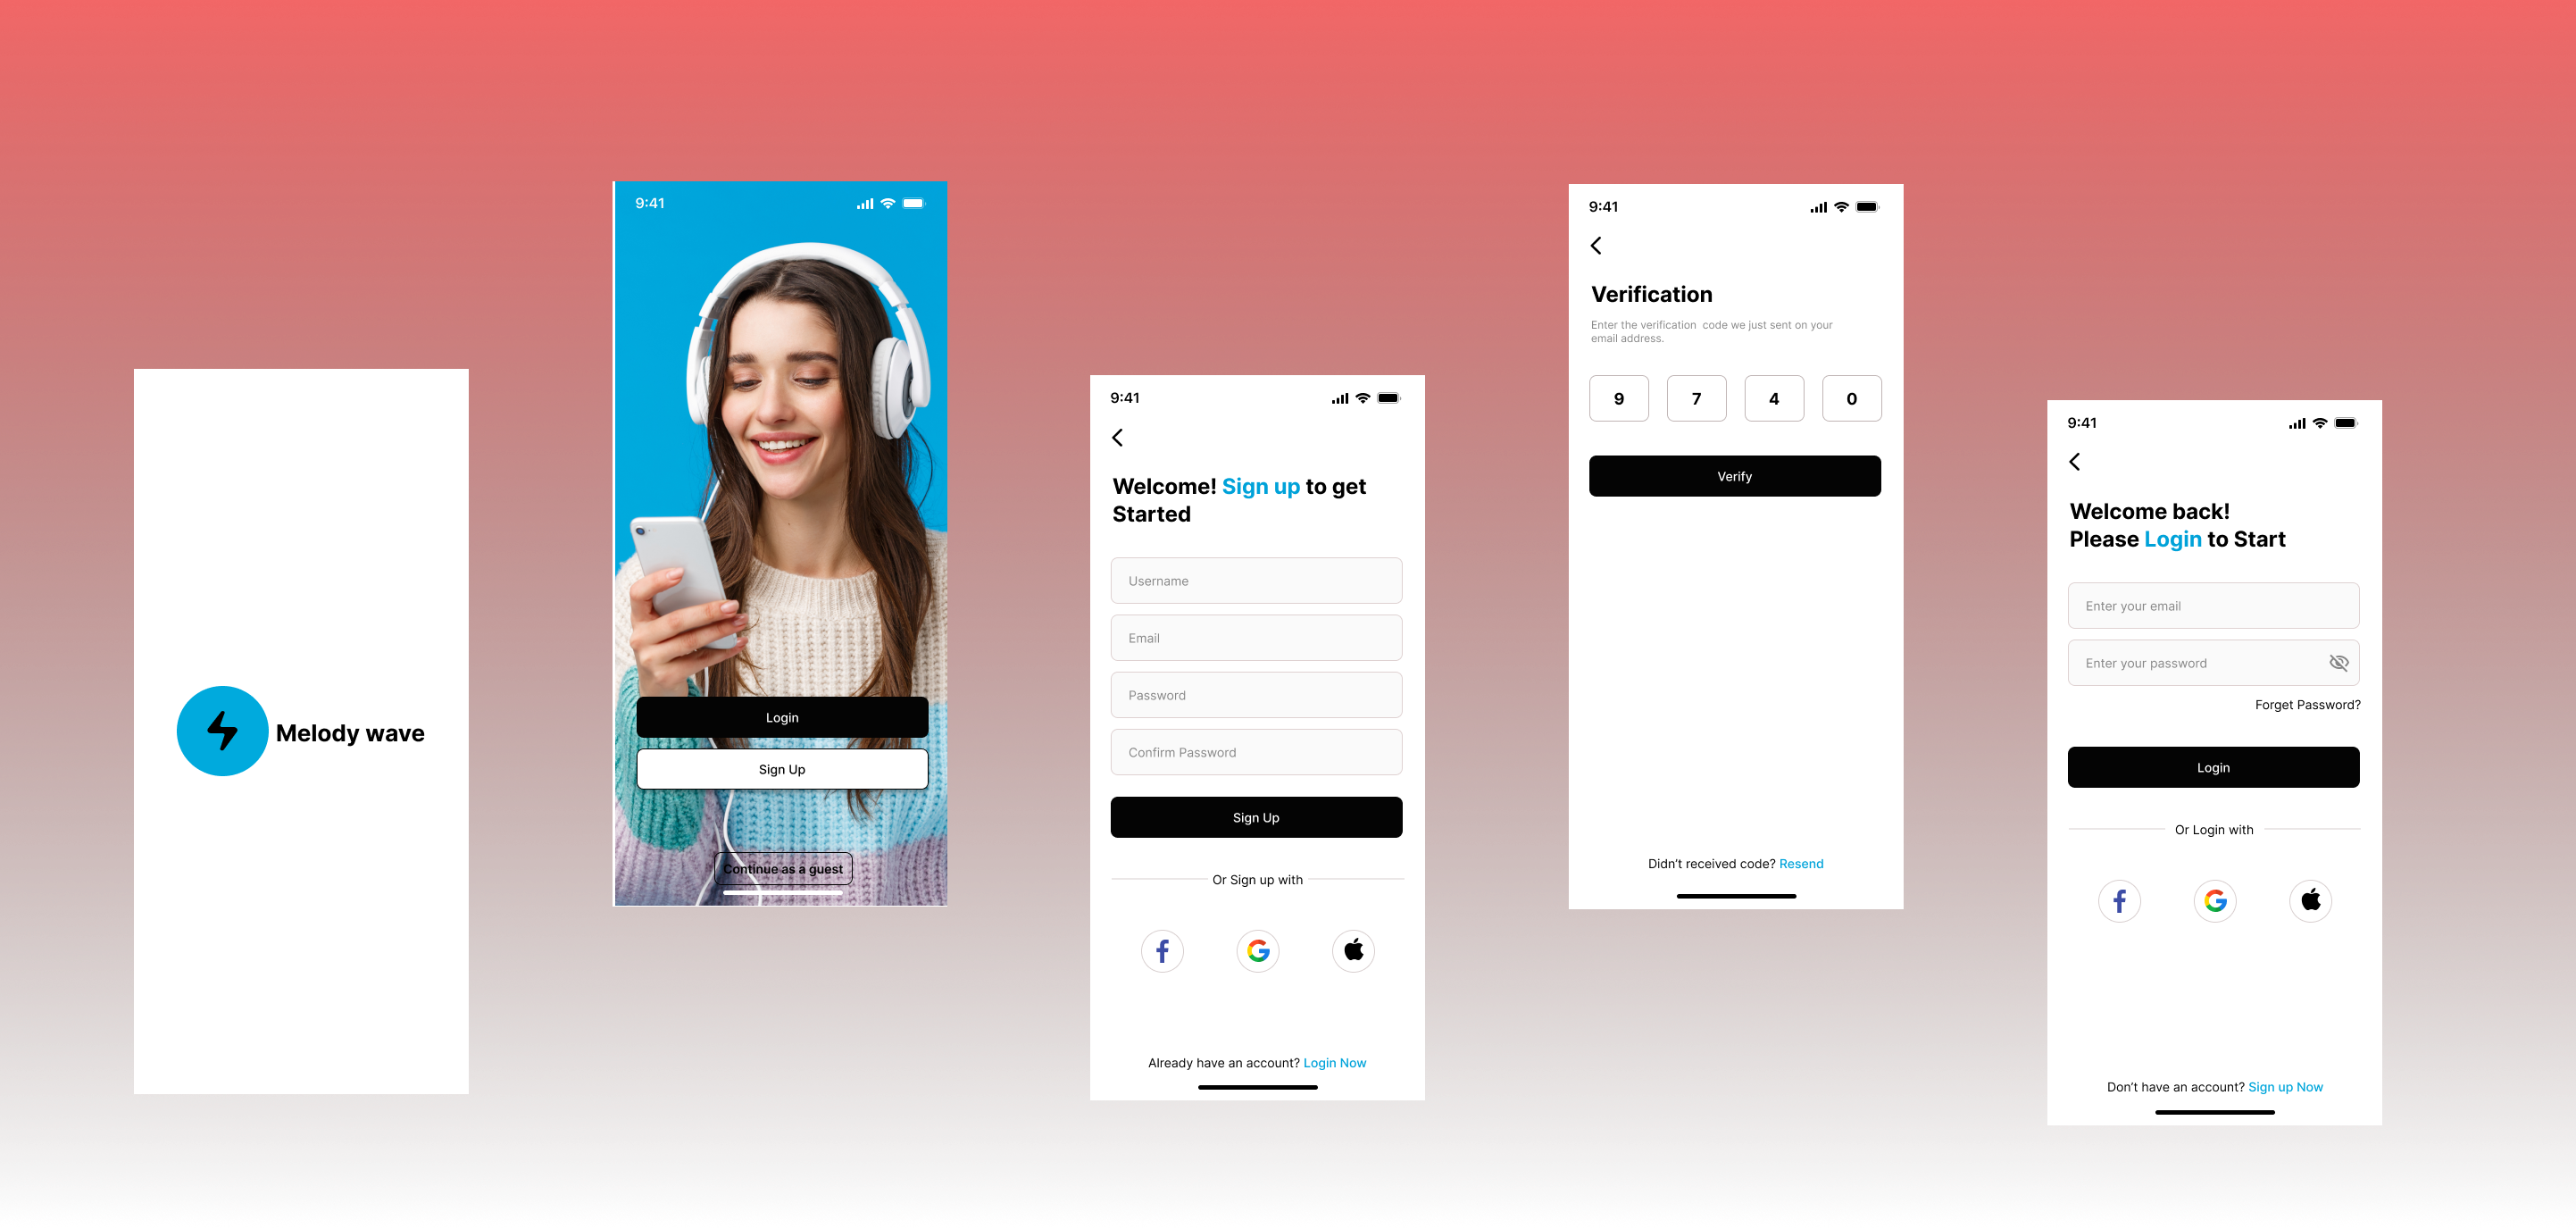 Melody wave
9:41
Login
Sign Up
Continue as a guest
9:41
Welcome! Sign up to get
Started
Username
Email
Password
Confirm Password
Sign Up
Or Sign up with
Already have an account? Login Now
9:41
Verification
Enter the verification code we just sent on your
email address.
9 7 4 0
Verify
Didn’t received code? Resend
9:41
Welcome back!
Please Login to Start
Enter your email
Enter your password
Forget Password?
Login
Or Login with
Don’t have an account? Sign up Now